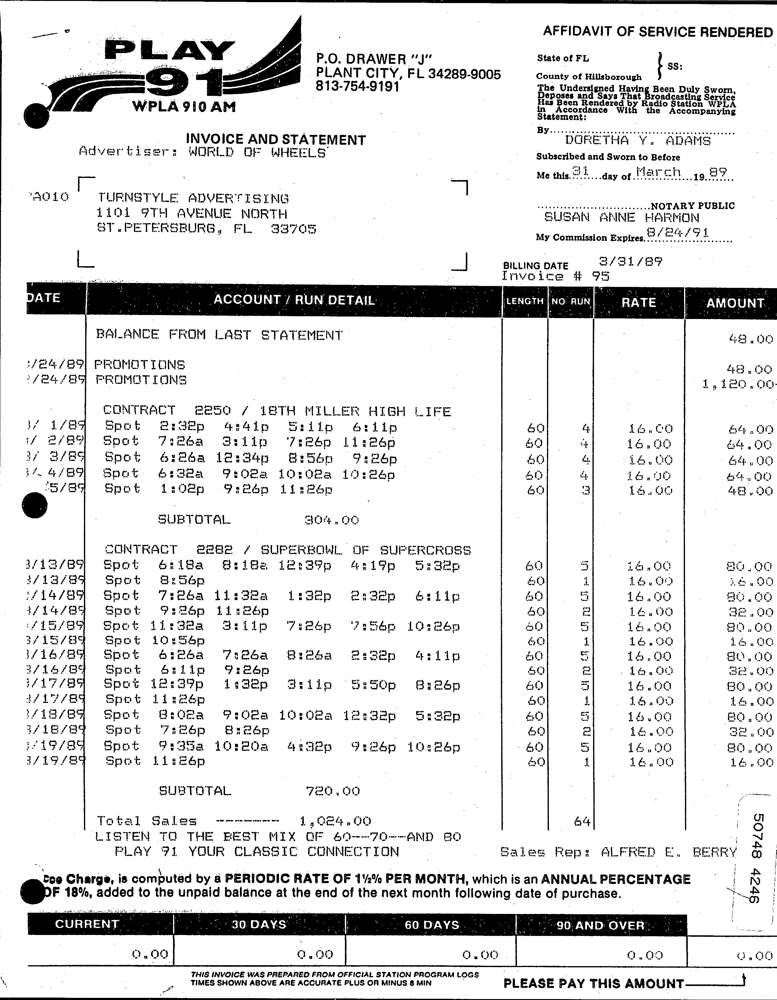 AFFIDAVIT OF SERVICE RENDERED
PLAY
91
WPLA 910 AM
P.O. DRAWER "J"
PLANT CITY, FL 34289-9005
813-754-9191
State of FL
SS:
County of Hillsborough
The Undersigned Having Been Duly Sworn,
Deposes and Says That Broadcasting Service
Has Been Rendered by Radio Station WPLA
in Accordance With the Accompanying
Statement:
By
DORETHA Y. ADAMS
Subscribed and Sworn to Before
Me this 31 day of March 19 89
NOTARY PUBLIC
SUSAN ANNE HARMON
My Commission Expires 8/24/91
INVOICE AND STATEMENT
Advertiser: WORLD OF WHEELS
A010 TURNSTYLE ADVERTISING
1101 9TH AVENUE NORTH
ST.PETERSBURG, FL 33705
BILLING DATE 3/31/89
Invoice # 95
DATE ACCOUNT / RUN DETAIL LENGTH NO RUN RATE AMOUNT
BALANCE FROM LAST STATEMENT 48.00
/24/89 PROMOTIONS 48.00
/24/89 PROMOTIONS 1,120.00-
CONTRACT 2250 / 18TH MILLER HIGH LIFE
3/ 1/89 Spot 2:32p 4:41p 5:11p 6:11p 60 4 16.00 64.00
/ 2/89 Spot 7:26a 3:11p 7:26p 11:26p 60 4 16.00 64.00
3/ 3/89 Spot 6:26a 12:34p 8:56p 9:26p 60 4 16.00 64.00
3/ 4/89 Spot 6:32a 9:02a 10:02a 10:26p 60 4 16.00 64.00
5/89 Spot 1:02p 9:26p 11:26p 60 3 16.00 48.00
SUBTOTAL 304.00
CONTRACT 2282 / SUPERBOWL OF SUPERCROSS
3/13/89 Spot 6:18a 8:18a 12:39p 4:19p 5:32p 60 5 16.00 80.00
3/13/89 Spot 8:56p 60 1 16.00 16.00
/14/89 Spot 7:26a 11:32a 1:32p 2:32p 6:11p 60 5 16.00 80.00
3/14/89 Spot 9:26p 11:26p 60 2 16.00 32.00
/15/89 Spot 11:32a 3:11p 7:26p 7:56p 10:26p 60 5 16.00 80.00
3/15/89 Spot 10:56p 60 1 16.00 16.00
3/16/89 Spot 6:26a 7:26a 8:26a 2:32p 4:11p 60 5 16.00 80.00
3/16/89 Spot 6:11p 9:26p 60 2 16.00 32.00
3/17/89 Spot 12:39p 1:32p 3:11p 5:50p 8:26p 60 5 16.00 80.00
3/17/89 Spot 11:26p 60 1 16.00 16.00
3/18/89 Spot 8:02a 9:02a 10:02a 12:32p 5:32p 60 5 16.00 80.00
3/18/89 Spot 7:26p 8:26p 60 2 16.00 32.00
3/19/89 Spot 9:35a 10:20a 4:32p 9:26p 10:26p 60 5 16.00 80.00
3/19/89 Spot 11:26p 60 1 16.00 16.00
SUBTOTAL 720.00
Total Sales ------- 1,024.00 64
LISTEN TO THE BEST MIX OF 60--70--AND 80
PLAY 91 YOUR CLASSIC CONNECTION Sales Rep: ALFRED E. BERRY
50748 4246
Charge, is computed by a PERIODIC RATE OF 1½% PER MONTH, which is an ANNUAL PERCENTAGE
OF 18%, added to the unpaid balance at the end of the next month following date of purchase.
CURRENT 30 DAYS 60 DAYS 90 AND OVER
0.00 0.00 0.00 0.00 0.00
THIS INVOICE WAS PREPARED FROM OFFICIAL STATION PROGRAM LOGS
TIMES SHOWN ABOVE ARE ACCURATE PLUS OR MINUS 8 MIN
PLEASE PAY THIS AMOUNT